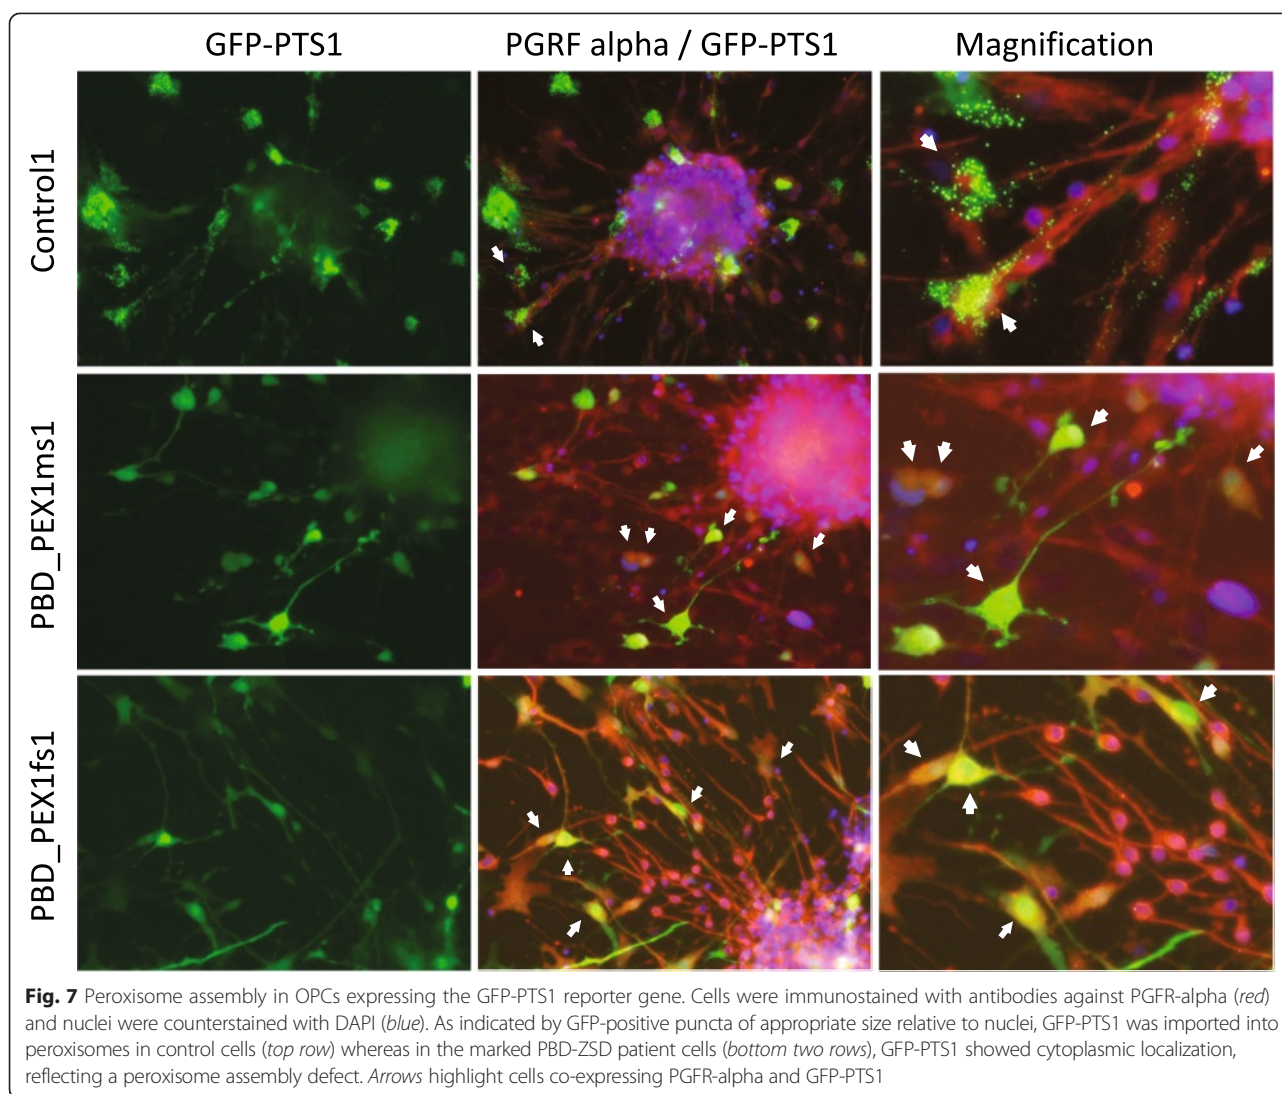 GFP-PTS1 PGRF alpha / GFP-PTS1 Magnification
Control1
PBD_PEX1ms1
PBD_PEX1fs1
Fig. 7 Peroxisome assembly in OPCs expressing the GFP-PTS1 reporter gene. Cells were immunostained with antibodies against PGFR-alpha (red)
and nuclei were counterstained with DAPI (blue). As indicated by GFP-positive puncta of appropriate size relative to nuclei, GFP-PTS1 was imported into
peroxisomes in control cells (top row) whereas in the marked PBD-ZSD patient cells (bottom two rows), GFP-PTS1 showed cytoplasmic localization,
reflecting a peroxisome assembly defect. Arrows highlight cells co-expressing PGFR-alpha and GFP-PTS1